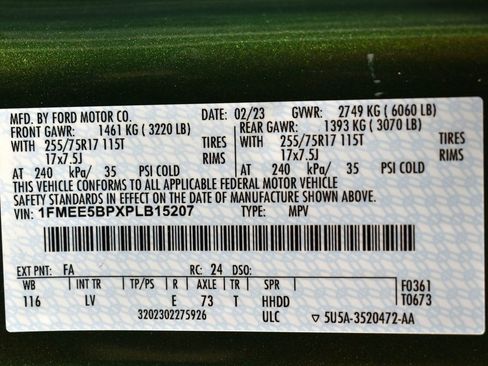 MFD. BY FORD MOTOR CO. DATE: 02/23 GVWR: 2749 KG ( 6060 LB)
FRONT GAWR: 1461 KG ( 3220 LB) REAR GAWR: 1393 KG ( 3070 LB)
WITH 255/75R17 115T TIRES WITH 255/75R17 115T TIRES
17x7.5J RIMS 17x7.5J RIMS
AT 240 kPa/ 35 PSI COLD AT 240 kPa/ 35 PSI COLD
THIS VEHICLE CONFORMS TO ALL APPLICABLE FEDERAL MOTOR VEHICLE
SAFETY STANDARDS IN EFFECT ON THE DATE OF MANUFACTURE SHOWN ABOVE.
VIN: 1FMEE5BPXPLB15207 TYPE: MPV
EXT PNT: FA RC: 24 DSO:
WB INT TR TP/PS R AXLE TR SPR F0361
116 LV E 73 T HHDD T0673
3202302275926 ULC ▽ 5U5A-3520472-AA